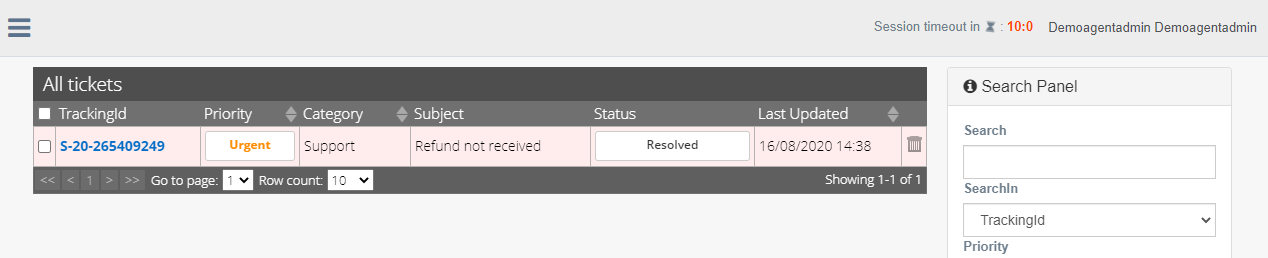 Session timeout in : 10:0 Demoagentadmin Demoagentadmin
All tickets
TrackingId Priority Category Subject Status Last Updated
S-20-265409249 Urgent Support Refund not received Resolved 16/08/2020 14:38
<< < 1 > >> Go to page: 1 Row count: 10 Showing 1-1 of 1
Search Panel
Search
SearchIn
TrackingId
Priority